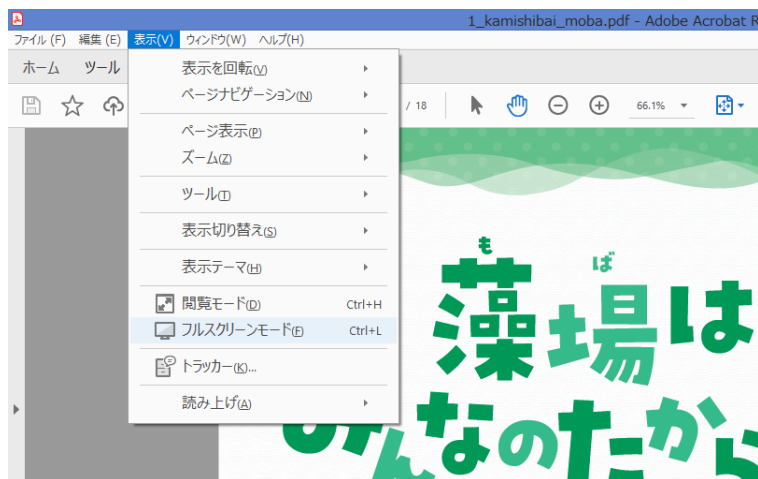 1_kamishibai_moba.pdf - Adobe Acrobat R
ファイル (F) 編集 (E) 表示(V) ウィンドウ(W) ヘルプ(H)
ホーム ツール
/ 18 66.1%
表示を回転(V)
ページナビゲーション(N)
ページ表示(P)
ズーム(Z)
ツール(T)
表示切り替え(S)
表示テーマ(H)
閲覧モード(D) Ctrl+H
フルスクリーンモード(F) Ctrl+L
トラッカー(K)...
読み上げ(A)
も ば
藻場は
みんなのたから